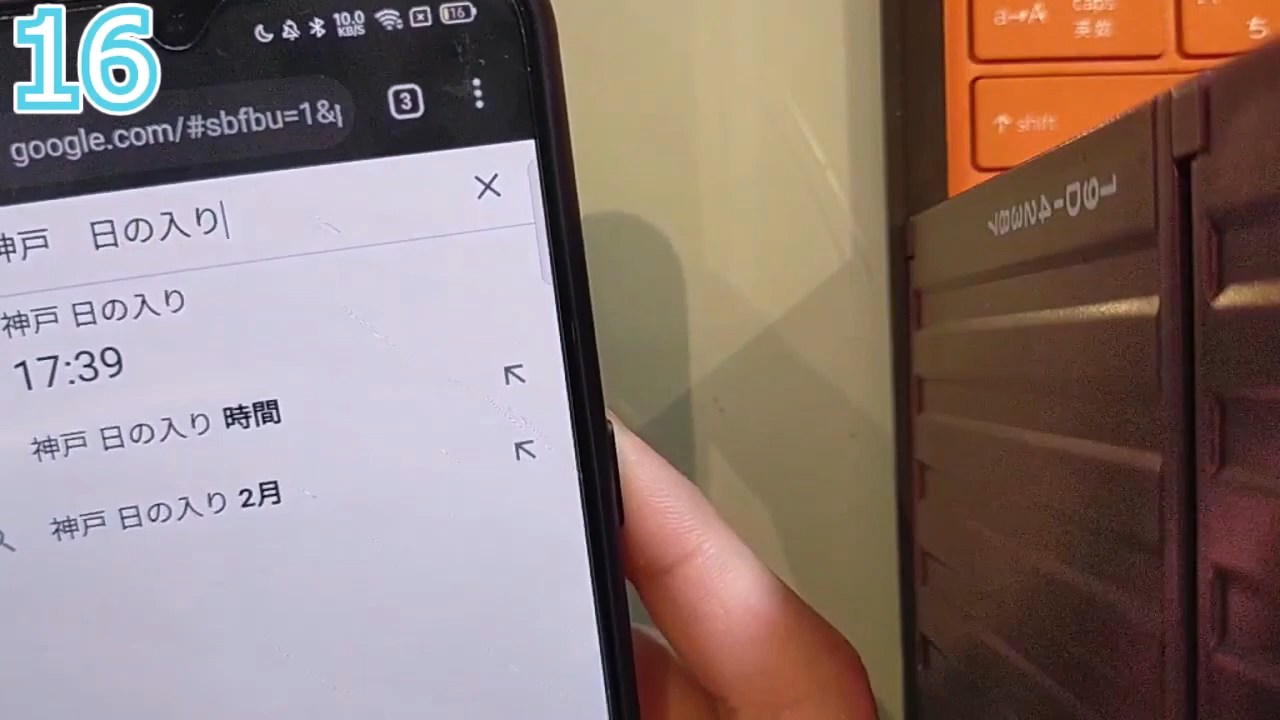 16
10.0
KB/S
16
google.com/#sbfbu=1&p
3
神戸 日の入り
神戸 日の入り
17:39
神戸 日の入り 時間
神戸 日の入り 2月
a→A
caps
英数
ち
shift